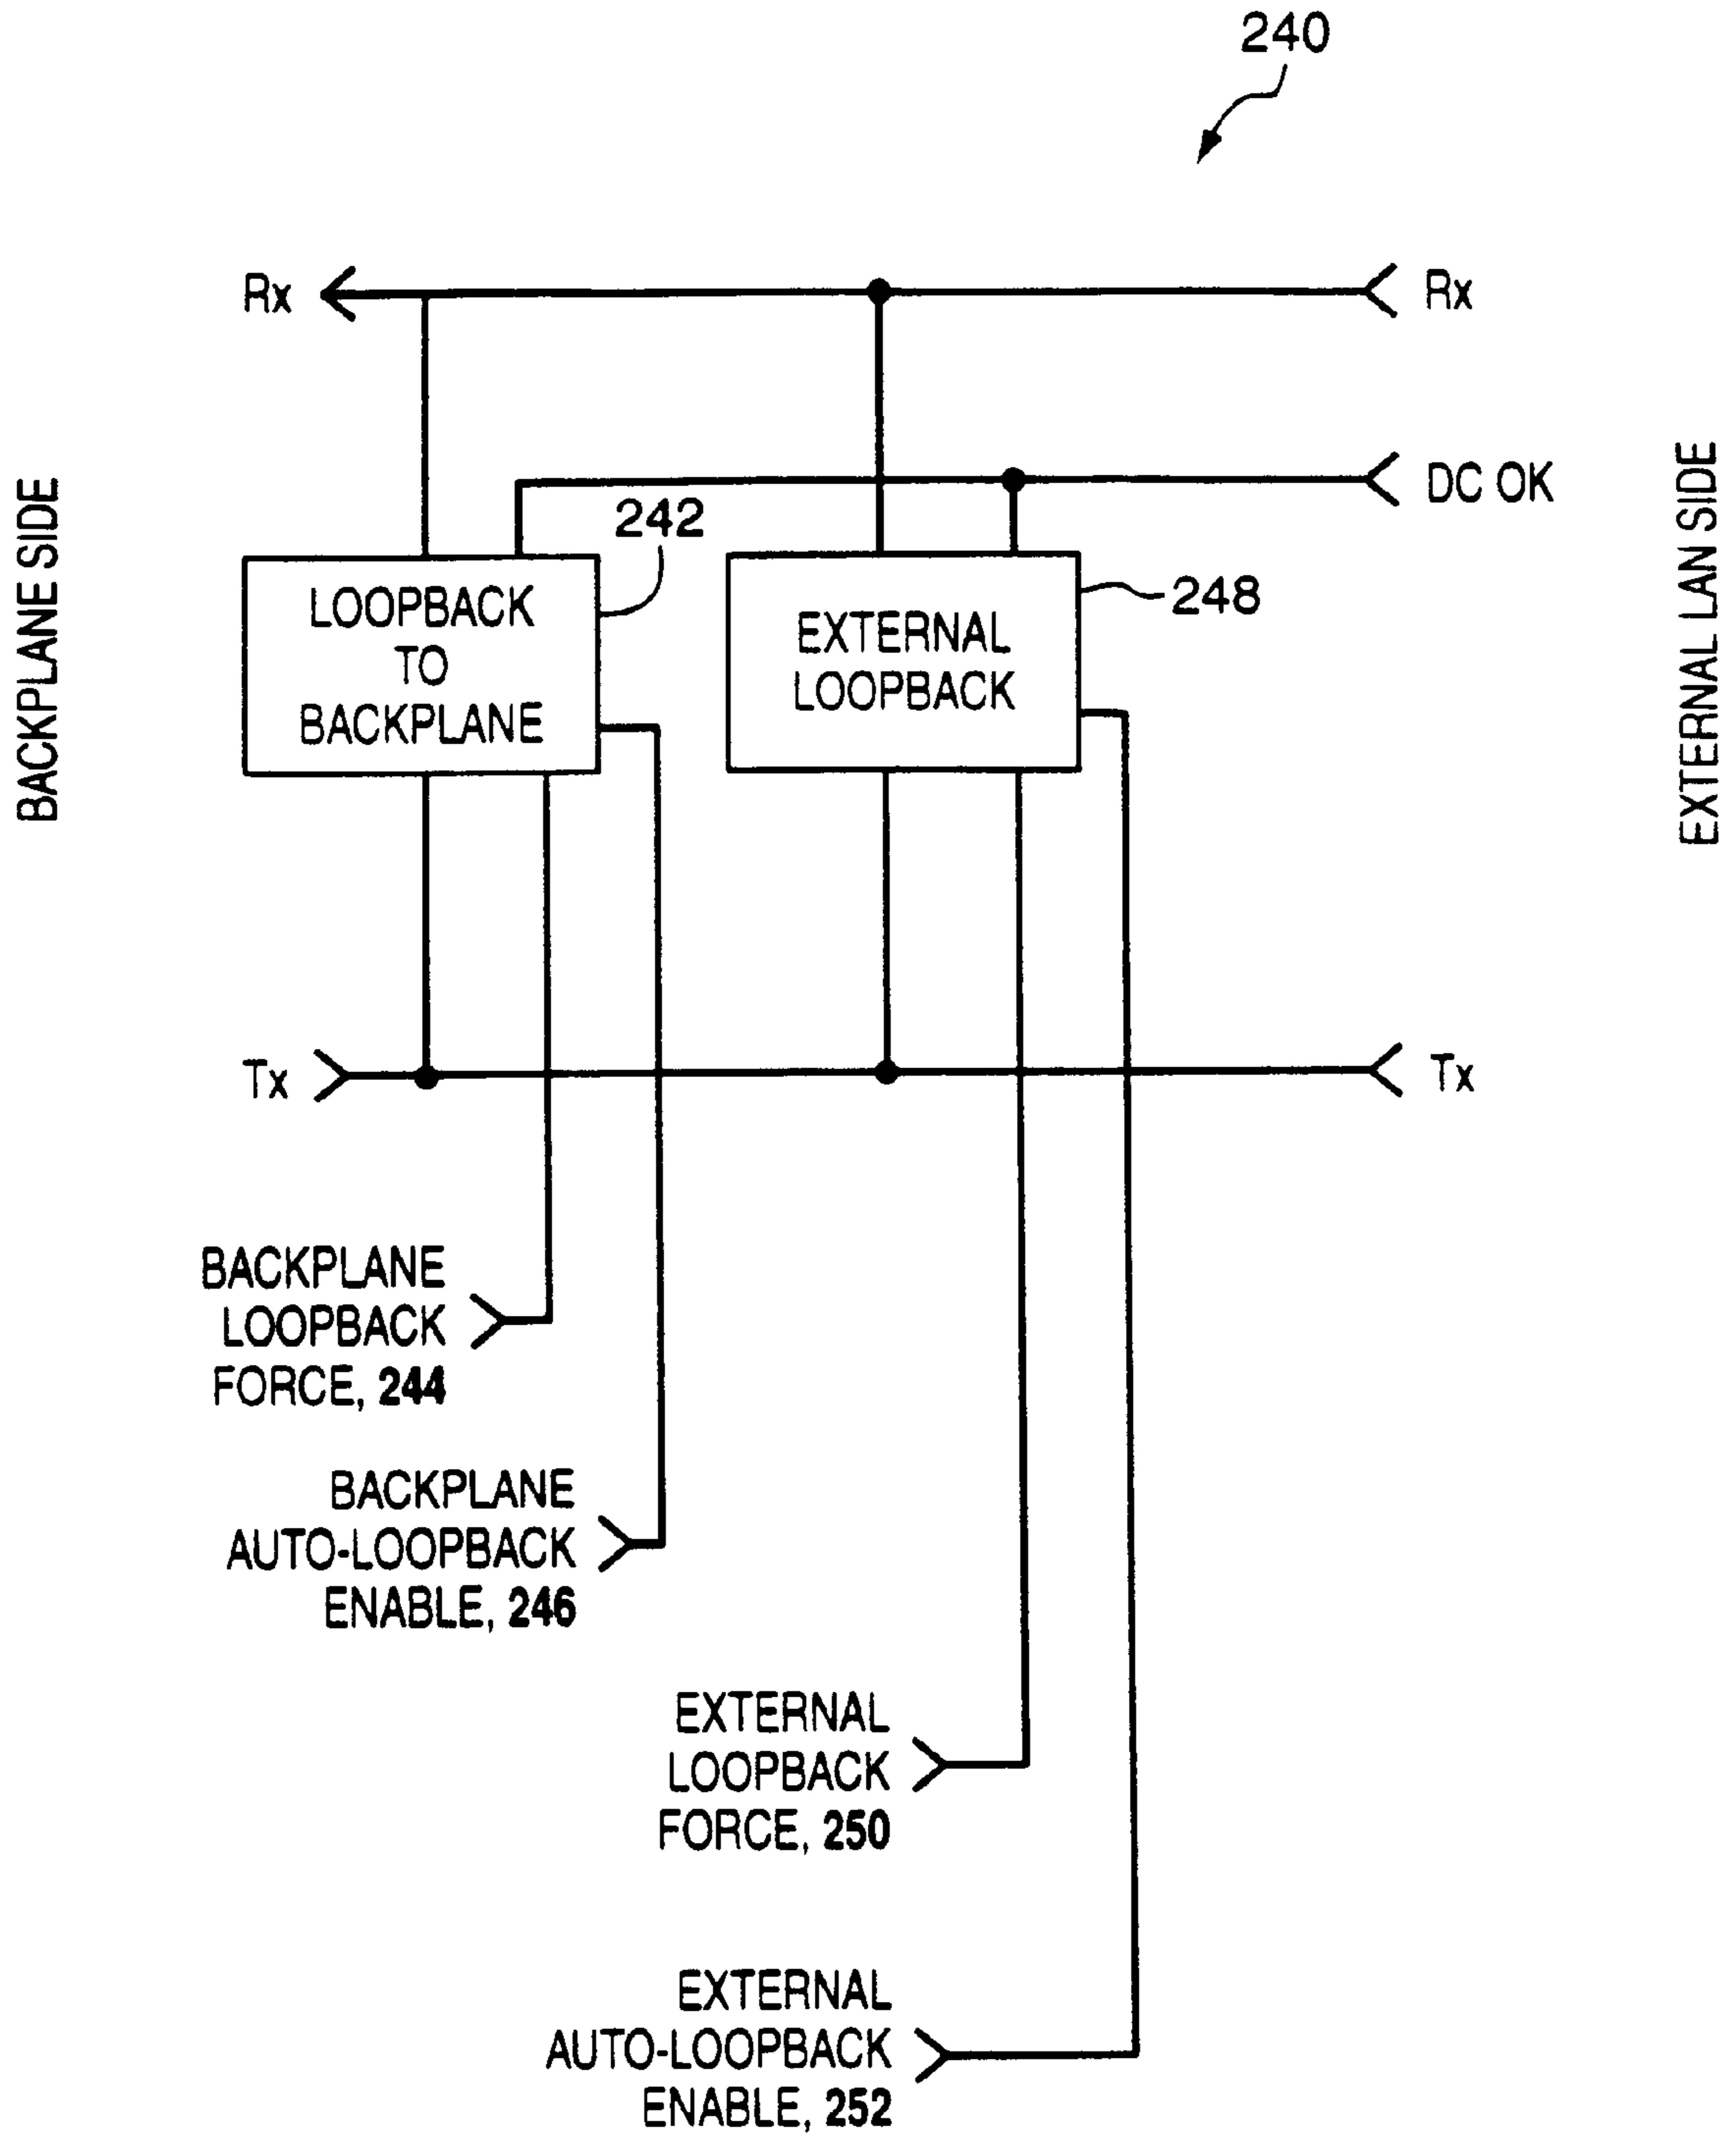 240
Rx
Rx
DC OK
BACKPLANE SIDE
EXTERNAL LAN SIDE
242
248
LOOPBACK
TO
BACKPLANE
EXTERNAL
LOOPBACK
Tx
Tx
BACKPLANE
LOOPBACK
FORCE, 244
BACKPLANE
AUTO-LOOPBACK
ENABLE, 246
EXTERNAL
LOOPBACK
FORCE, 250
EXTERNAL
AUTO-LOOPBACK
ENABLE, 252